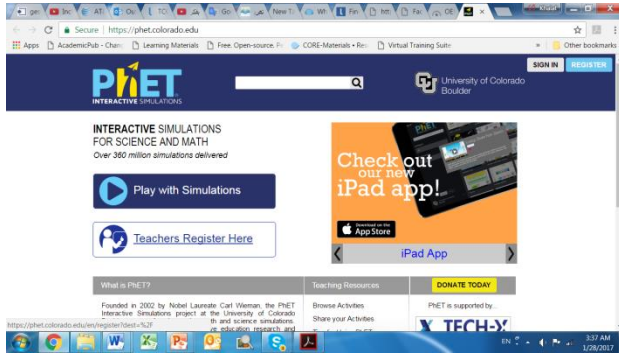 Secure | https://phet.colorado.edu
Apps AcademicPub - Chan Learning Materials Free. Open-source. CORE-Materials • Res Virtual Training Suite » Other bookmarks
SIGN IN REGISTER
PhET
INTERACTIVE SIMULATIONS
University of Colorado
Boulder
INTERACTIVE SIMULATIONS
FOR SCIENCE AND MATH
Over 360 million simulations delivered
Play with Simulations
Teachers Register Here
Check out
our new
iPad app!
Download on the
App Store
iPad App
What is PhET?
Founded in 2002 by Nobel Laureate Carl Wieman, the PhET
Interactive Simulations project at the University of Colorado
th and science simulations.
education research and
Teaching Resources
Browse Activities
Share your Activities
DONATE TODAY
PhET is supported by
TECH-X
https://phet.colorado.edu/en/register?dest=%2F
EN
3:37 AM
1/28/2017